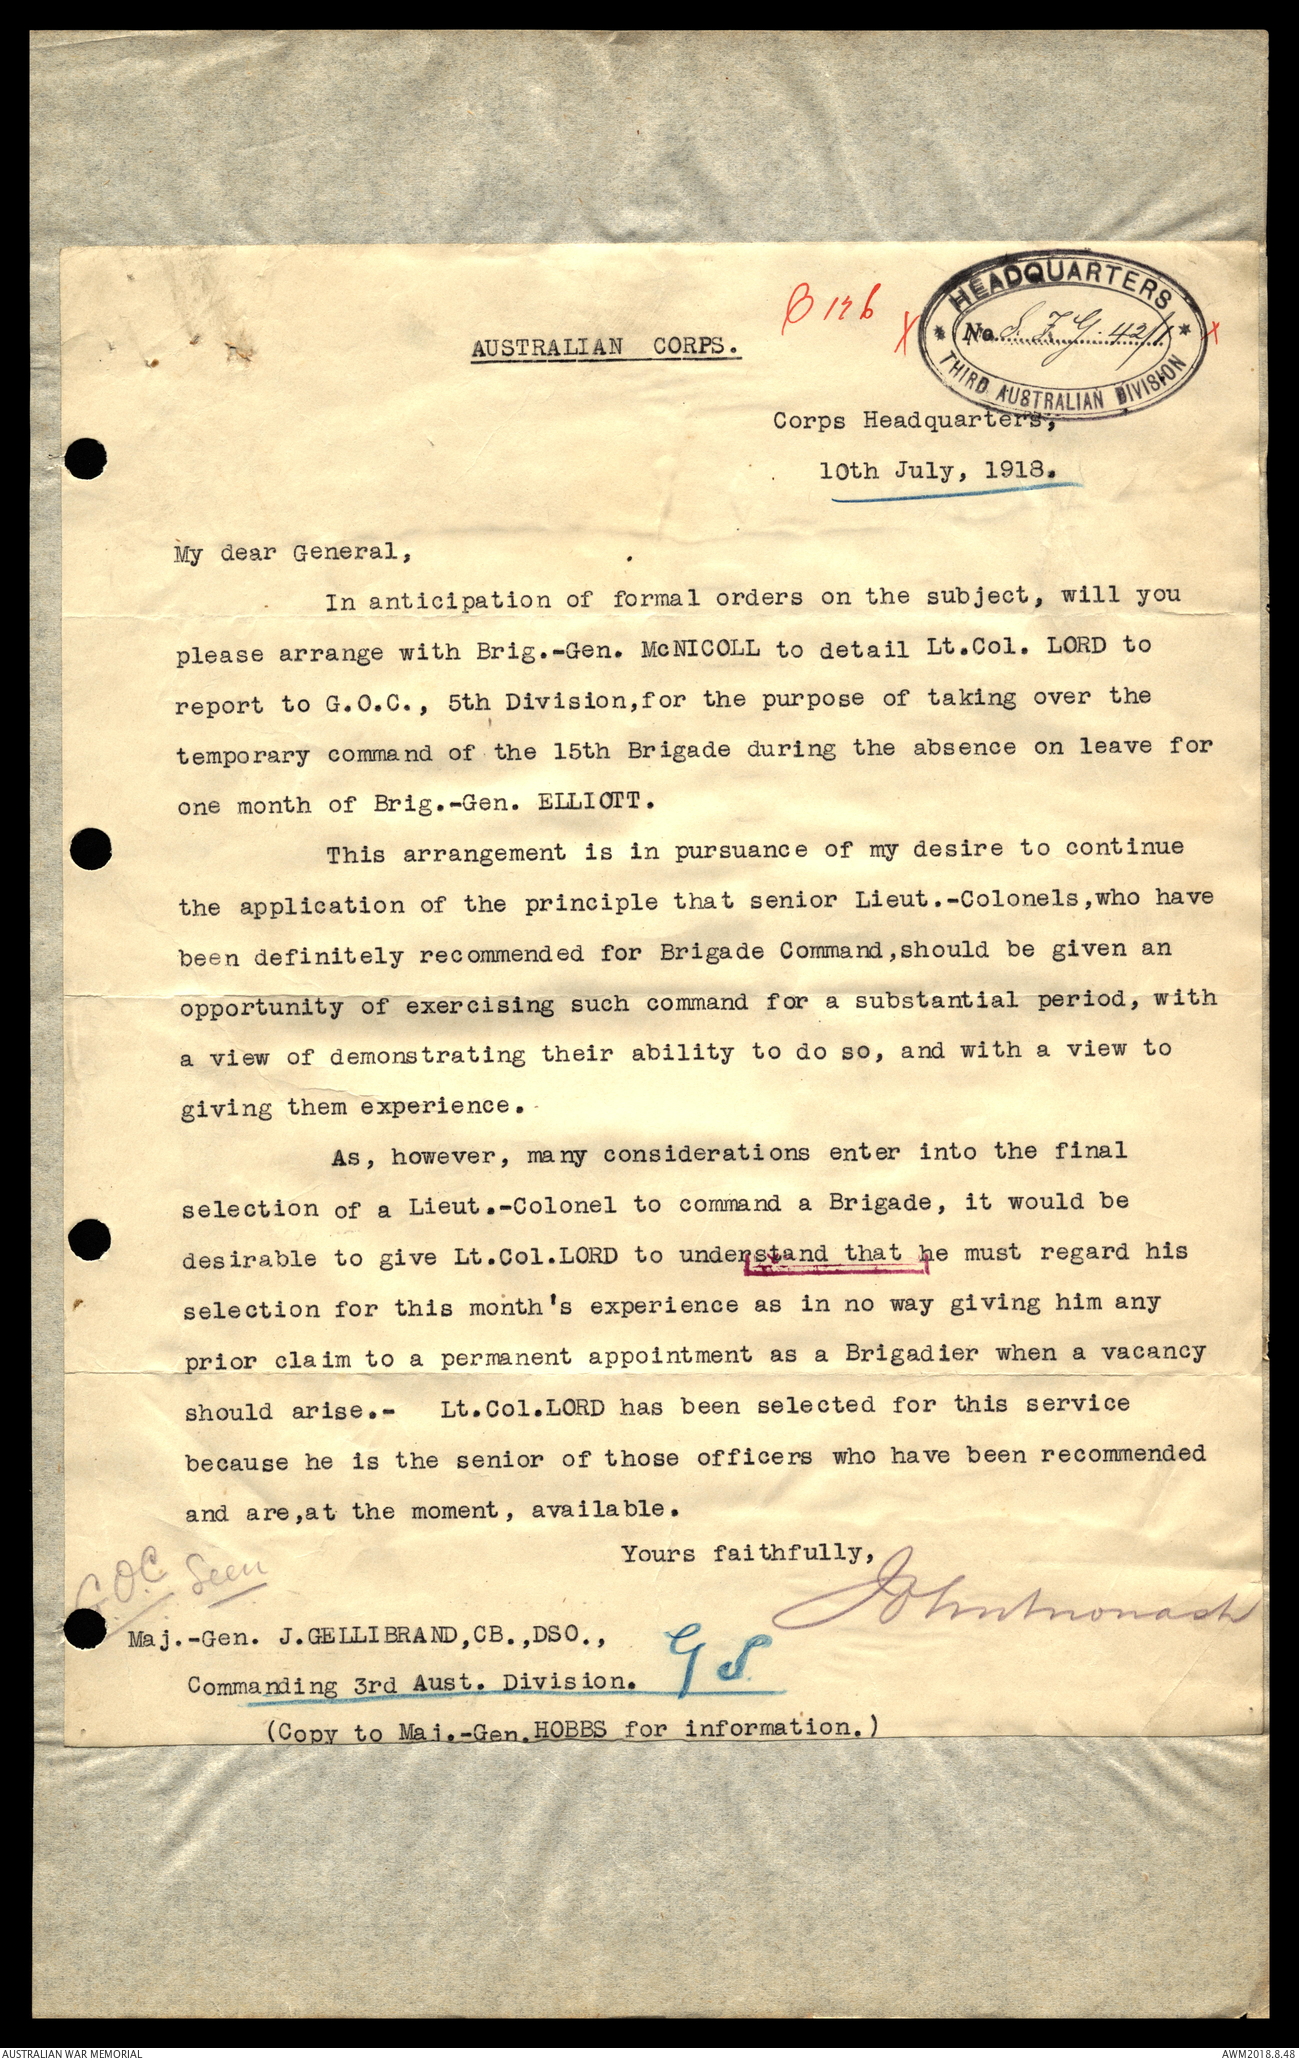 B 126
HEADQUARTERS
No. S.F.G. 42/1
THIRD AUSTRALIAN DIVISION
AUSTRALIAN CORPS.
Corps Headquarters,
10th July, 1918.
My dear General,
In anticipation of formal orders on the subject, will you
please arrange with Brig.-Gen. McNICOLL to detail Lt.Col. LORD to
report to G.O.C., 5th Division,for the purpose of taking over the
temporary command of the 15th Brigade during the absence on leave for
one month of Brig.-Gen. ELLIOTT.
This arrangement is in pursuance of my desire to continue
the application of the principle that senior Lieut.-Colonels,who have
been definitely recommended for Brigade Command,should be given an
opportunity of exercising such command for a substantial period, with
a view of demonstrating their ability to do so, and with a view to
giving them experience.
As, however, many considerations enter into the final
selection of a Lieut.-Colonel to command a Brigade, it would be
desirable to give Lt.Col.LORD to understand that he must regard his
selection for this month's experience as in no way giving him any
prior claim to a permanent appointment as a Brigadier when a vacancy
should arise.- Lt.Col.LORD has been selected for this service
because he is the senior of those officers who have been recommended
and are,at the moment, available.
Yours faithfully,
John Monash
G.O.C. Seen
Maj.-Gen. J.GELLIBRAND,CB.,DSO.,
Commanding 3rd Aust. Division.
GS
(Copy to Maj.-Gen.HOBBS for information.)
AUSTRALIAN WAR MEMORIAL
AWM2018.8.48